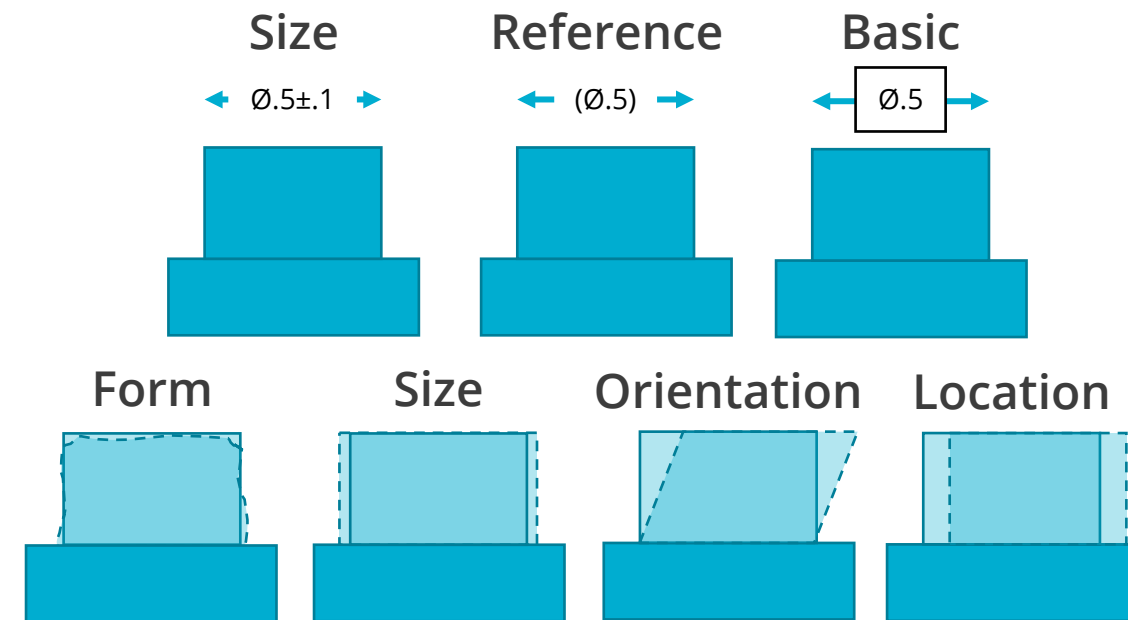 Size Reference Basic
Ø.5±.1 (Ø.5) Ø.5
Form Size Orientation Location